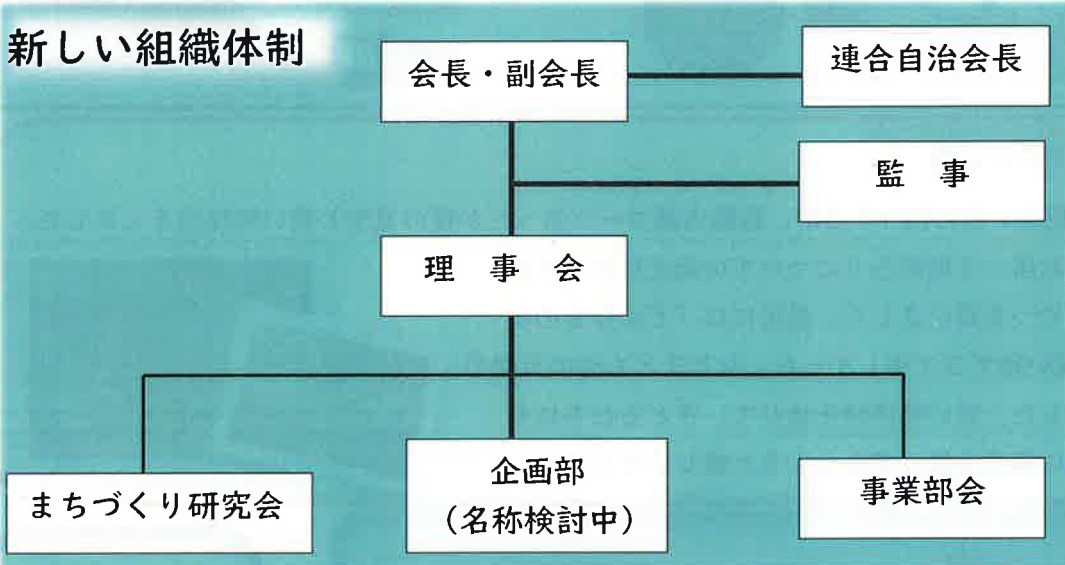 新しい組織体制
会長・副会長
連合自治会長
監　事
理　事　会
まちづくり研究会
企画部
（名称検討中）
事業部会